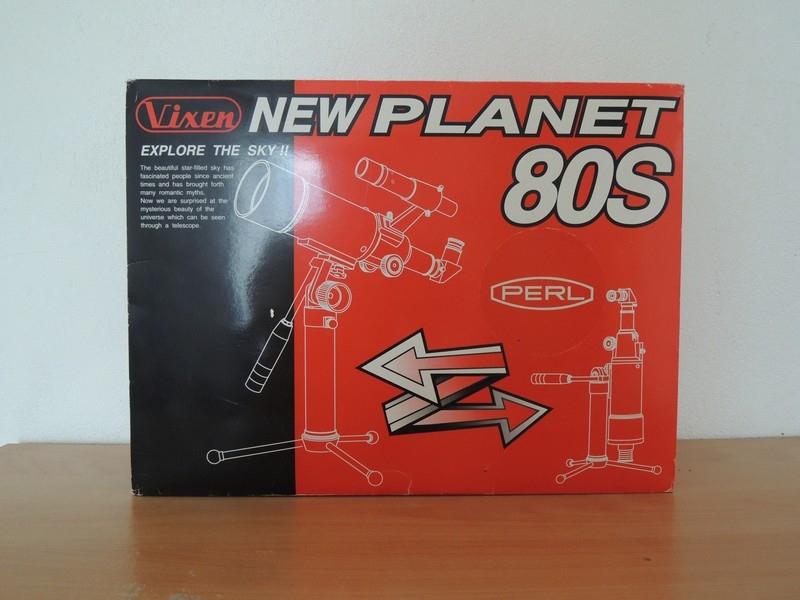 Vixen NEW PLANET
80S
EXPLORE THE SKY !!
The beautiful star-filled sky has
fascinated people since ancient
times and has brought forth
many romantic myths.
Now we are surprised at the
mysterious beauty of the
universe which can be seen
through a telescope.
PERL